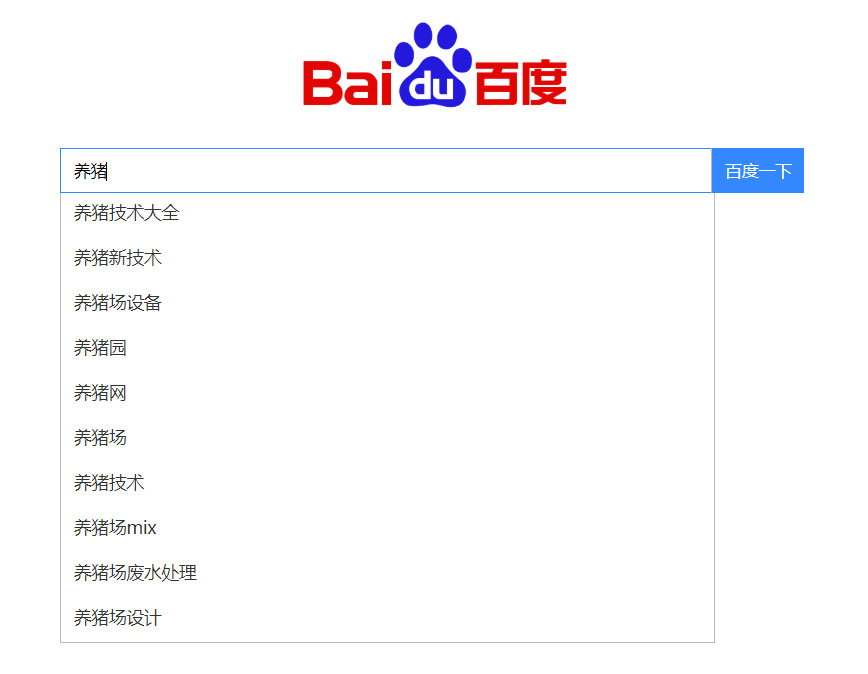 Bai du 百度
养猪 百度一下
养猪技术大全
养猪新技术
养猪场设备
养猪园
养猪网
养猪场
养猪技术
养猪场mix
养猪场废水处理
养猪场设计